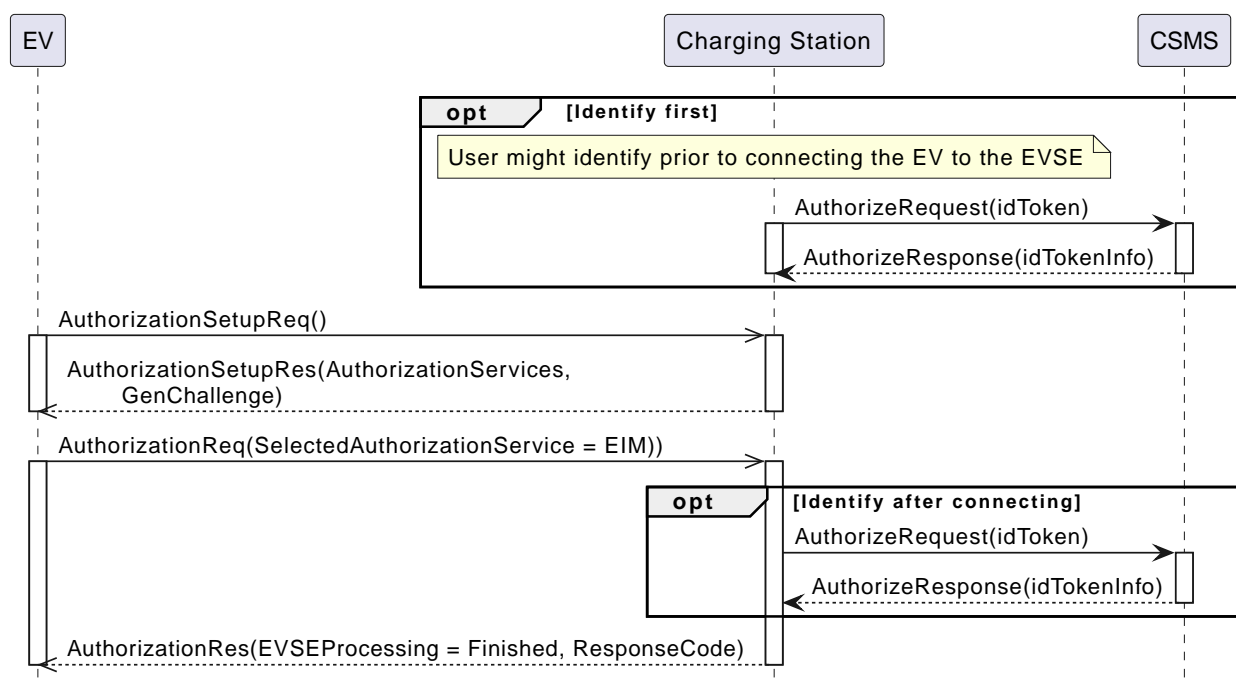 EV
Charging Station
CSMS
opt
[Identify first]
User might identify prior to connecting the EV to the EVSE
AuthorizeRequest(idToken)
AuthorizeResponse(idTokenInfo)
AuthorizationSetupReq()
AuthorizationSetupRes(AuthorizationServices,
GenChallenge)
AuthorizationReq(SelectedAuthorizationService = EIM))
opt
[Identify after connecting]
AuthorizeRequest(idToken)
AuthorizeResponse(idTokenInfo)
AuthorizationRes(EVSEProcessing = Finished, ResponseCode)